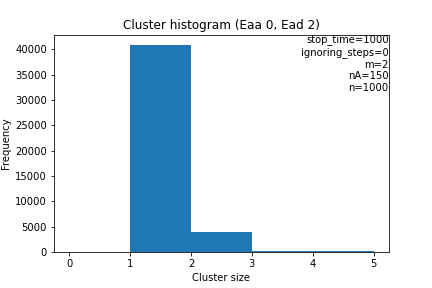 Cluster histogram (Eaa 0, Ead 2)
stop_time=1000
ignoring_steps=0
m=2
nA=150
n=1000
Frequency
40000
35000
30000
25000
20000
15000
10000
5000
0
0 1 2 3 4 5
Cluster size